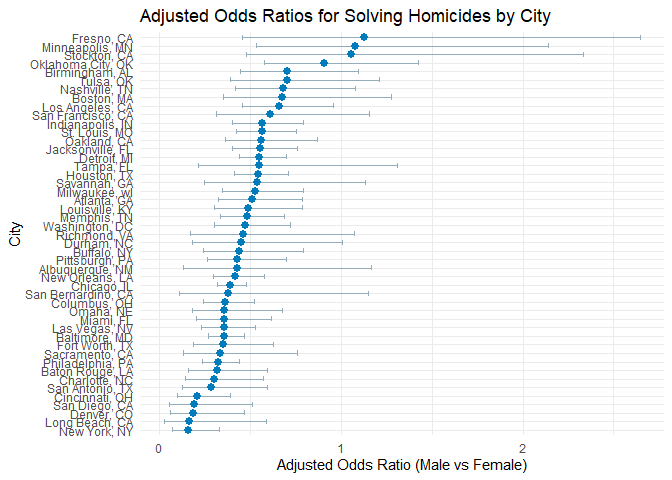 Adjusted Odds Ratios for Solving Homicides by City
Fresno, CA
Minneapolis, MN
Stockton, CA
Oklahoma City, OK
Birmingham, AL
Tulsa, OK
Nashville, TN
Boston, MA
Los Angeles, CA
San Francisco, CA
Indianapolis, IN
St. Louis, MO
Oakland, CA
Jacksonville, FL
Detroit, MI
Tampa, FL
Houston, TX
Savannah, GA
Milwaukee, wI
Atlanta, GA
Louisville, KY
Memphis, TN
Washington, DC
Richmond, VA
Durham, NC
Buffalo, NY
Pittsburgh, PA
Albuquerque, NM
New Orleans, LA
Chicago, IL
San Bernardino, CA
Columbus, OH
Omaha, NE
Miami, FL
Las Vegas, NV
Baltimore, MD
Fort Worth, TX
Sacramento, CA
Philadelphia, PA
Baton Rouge, LA
Charlotte, NC
San Antonio, TX
Cincinnati, OH
San Diego, CA
Denver, CO
Long Beach, CA
New York, NY
City
0 1 2
Adjusted Odds Ratio (Male vs Female)